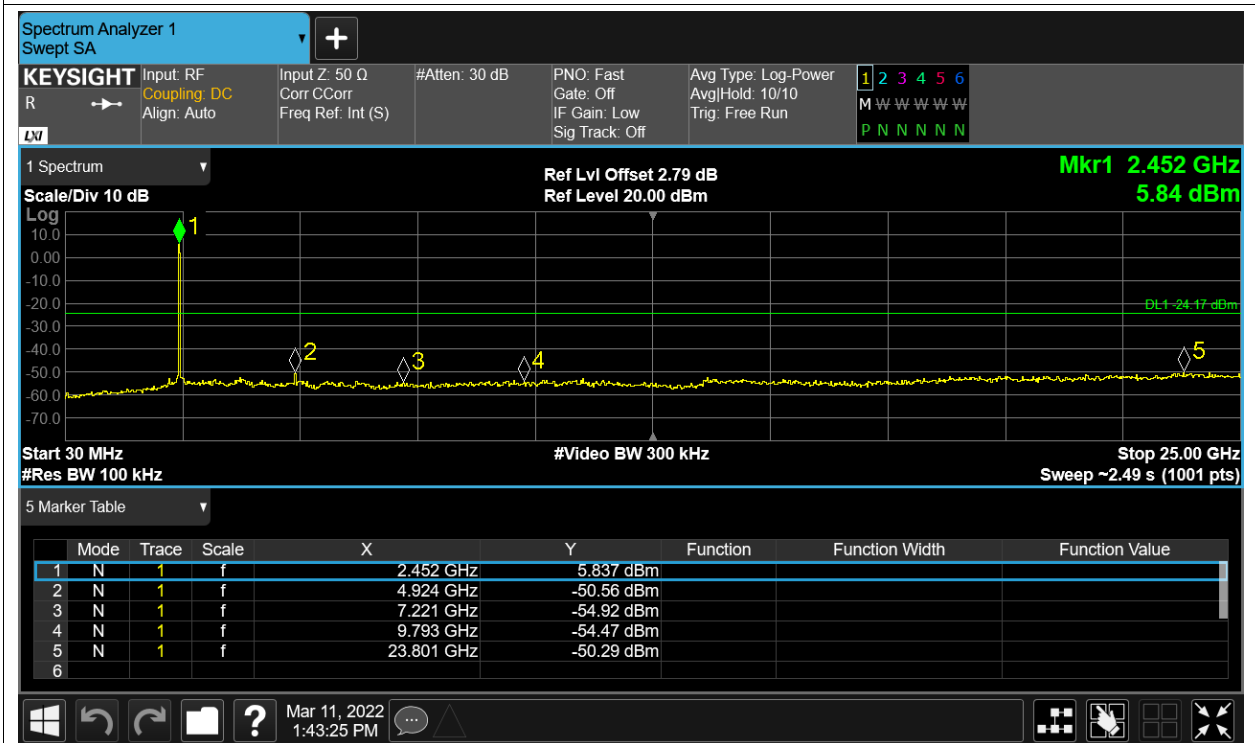 Spectrum Analyzer 1
Swept SA
KEYSIGHT
R
LXI
Input: RF
Coupling: DC
Align: Auto
Input Z: 50 Ω
Corr CCorr
Freq Ref: Int (S)
#Atten: 30 dB
PNO: Fast
Gate: Off
IF Gain: Low
Sig Track: Off
Avg Type: Log-Power
Avg|Hold: 10/10
Trig: Free Run
1 2 3 4 5 6
M W W W W W
P N N N N N
1 Spectrum
Scale/Div 10 dB
Ref Lvl Offset 2.79 dB
Ref Level 20.00 dBm
Mkr1 2.452 GHz
5.84 dBm
Log
10.0
0.00
-10.0
-20.0
-30.0
-40.0
-50.0
-60.0
-70.0
1
2
3
4
5
DL1 -24.17 dBm
Start 30 MHz
#Res BW 100 kHz
#Video BW 300 kHz
Stop 25.00 GHz
Sweep ~2.49 s (1001 pts)
5 Marker Table
Mode Trace Scale X Y Function Function Width Function Value
1 N 1 f 2.452 GHz 5.837 dBm
2 N 1 f 4.924 GHz -50.56 dBm
3 N 1 f 7.221 GHz -54.92 dBm
4 N 1 f 9.793 GHz -54.47 dBm
5 N 1 f 23.801 GHz -50.29 dBm
6
?
Mar 11, 2022
1:43:25 PM